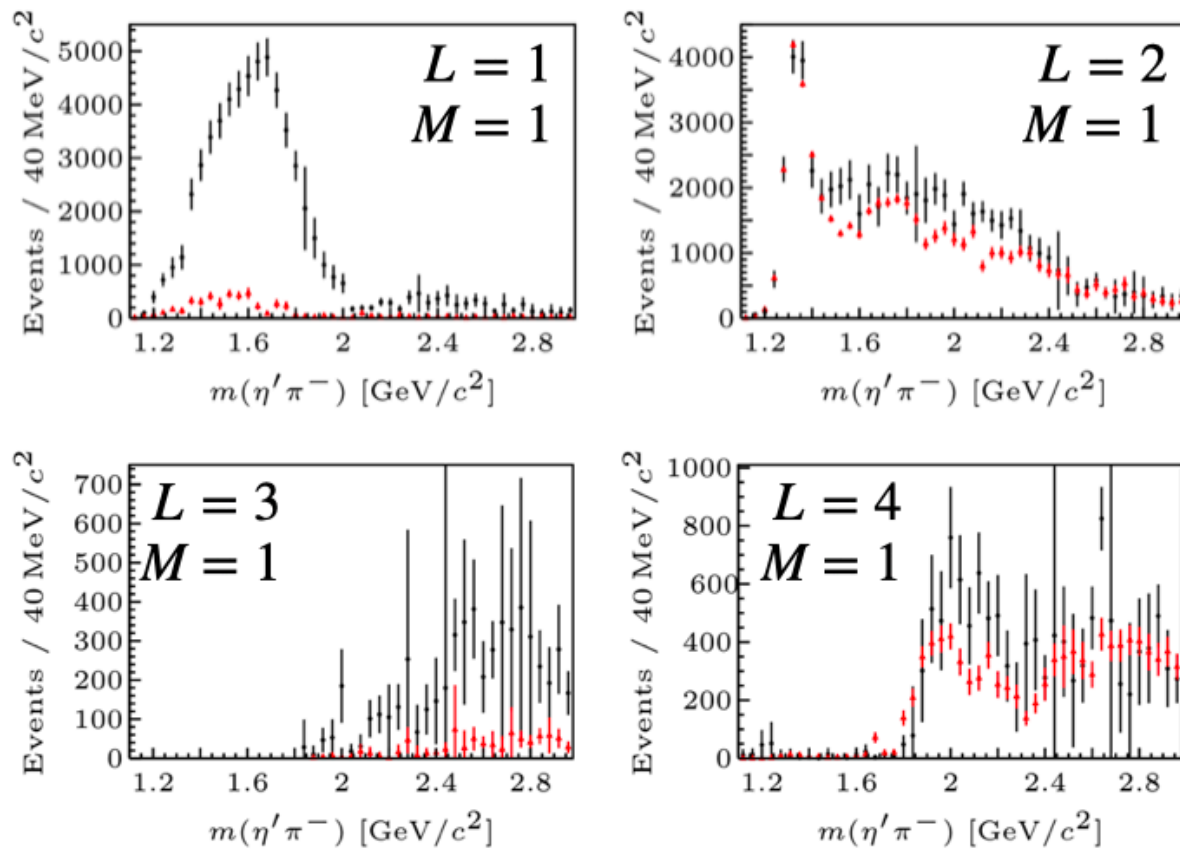 Events / 40 MeV/c²
5000
4000
3000
2000
1000
0
L = 1
M = 1
1.2 1.6 2 2.4 2.8
m(η′π⁻) [GeV/c²]
Events / 40 MeV/c²
4000
3000
2000
1000
0
L = 2
M = 1
1.2 1.6 2 2.4 2.8
m(η′π⁻) [GeV/c²]
Events / 40 MeV/c²
700
600
500
400
300
200
100
0
L = 3
M = 1
1.2 1.6 2 2.4 2.8
m(η′π⁻) [GeV/c²]
Events / 40 MeV/c²
1000
800
600
400
200
0
L = 4
M = 1
1.2 1.6 2 2.4 2.8
m(η′π⁻) [GeV/c²]